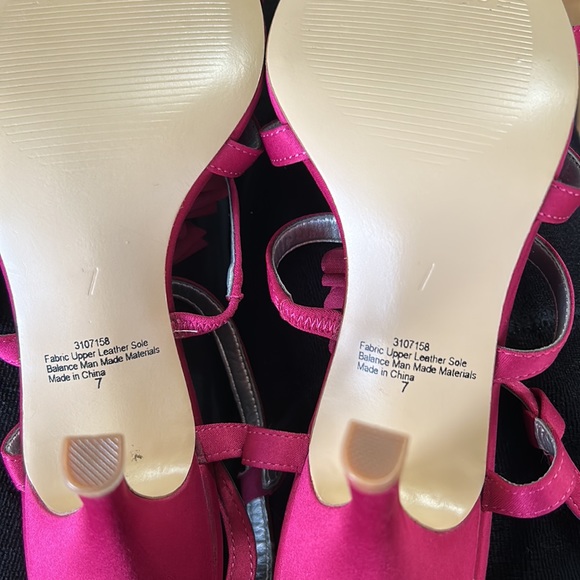 3107158
Fabric Upper Leather Sole
Balance Man Made Materials
Made in China
7
3107158
Fabric Upper Leather Sole
Balance Man Made Materials
Made in China
7